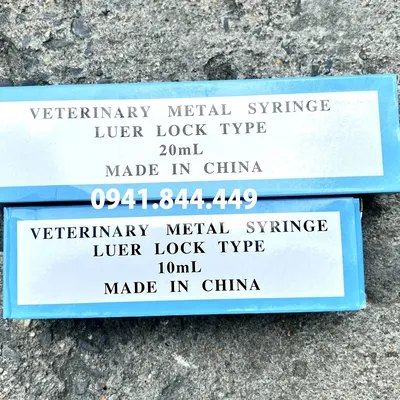 VETERINARY METAL SYRINGE
LUER LOCK TYPE
20mL
MADE IN CHINA
0941.844.449
VETERINARY METAL SYRINGE
LUER LOCK TYPE
10mL
MADE IN CHINA